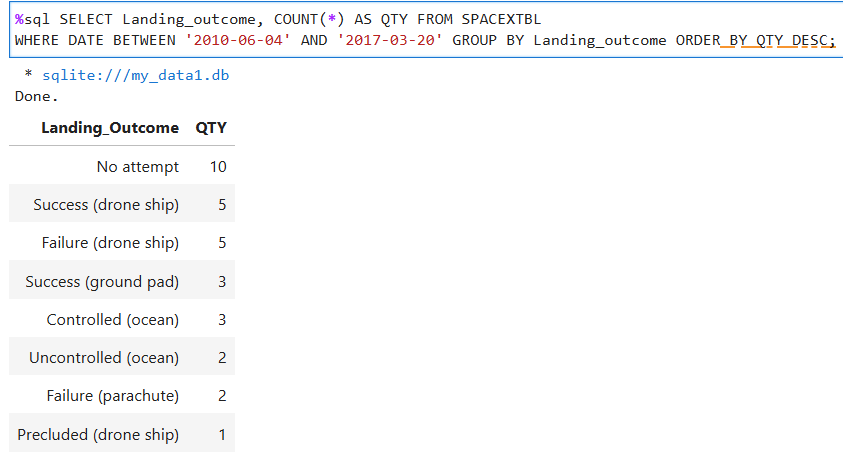 %sql SELECT Landing_outcome, COUNT(*) AS QTY FROM SPACEXTBL
WHERE DATE BETWEEN '2010-06-04' AND '2017-03-20' GROUP BY Landing_outcome ORDER BY QTY DESC;
* sqlite:///my_data1.db
Done.
Landing_Outcome QTY
No attempt 10
Success (drone ship) 5
Failure (drone ship) 5
Success (ground pad) 3
Controlled (ocean) 3
Uncontrolled (ocean) 2
Failure (parachute) 2
Precluded (drone ship) 1